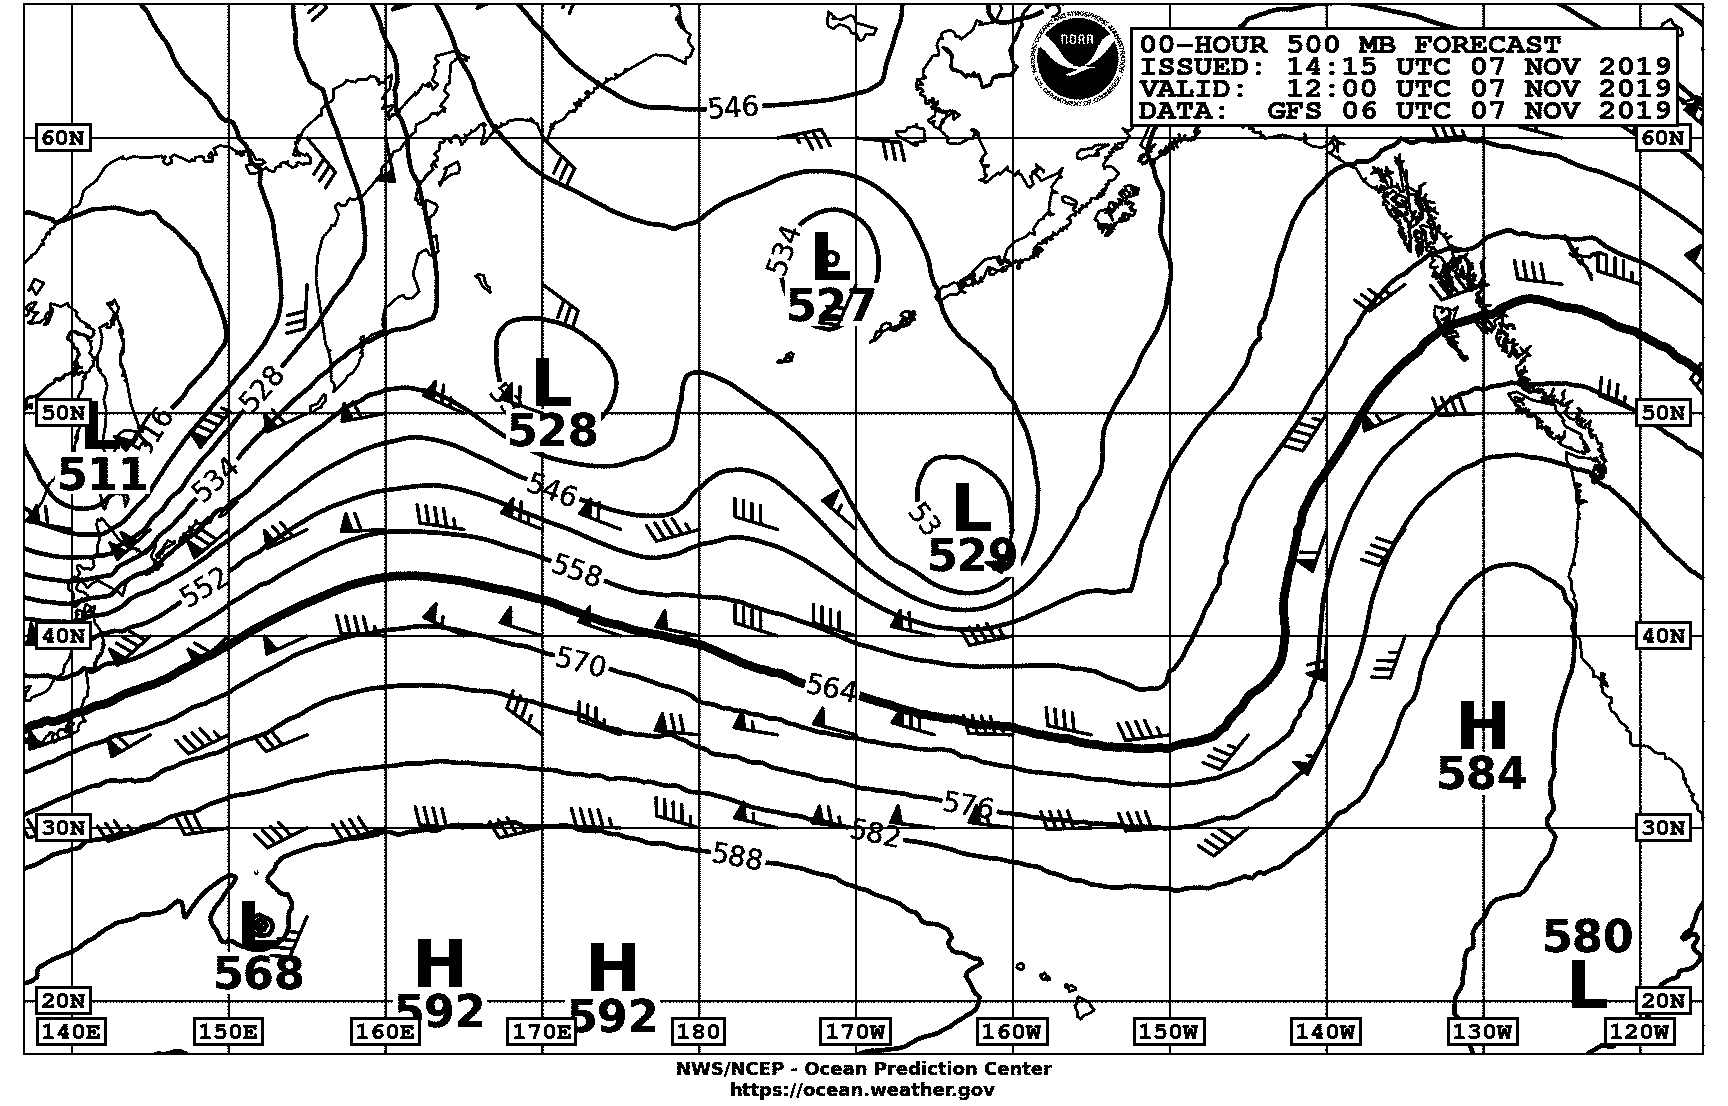 00-HOUR 500 MB FORECAST
ISSUED: 14:15 UTC 07 NOV 2019
VALID: 12:00 UTC 07 NOV 2019
DATA: GFS 06 UTC 07 NOV 2019
NOAA
546
60N
60N
534
L
527
528
L
528
50N
50N
516
L
511
534
546
L
529
53
552
558
40N
40N
570
564
H
584
576
30N
30N
582
588
L
568
H
592
H
592
580
L
20N
20N
140E 150E 160E 170E 180 170W 160W 150W 140W 130W 120W
NWS/NCEP - Ocean Prediction Center
https://ocean.weather.gov